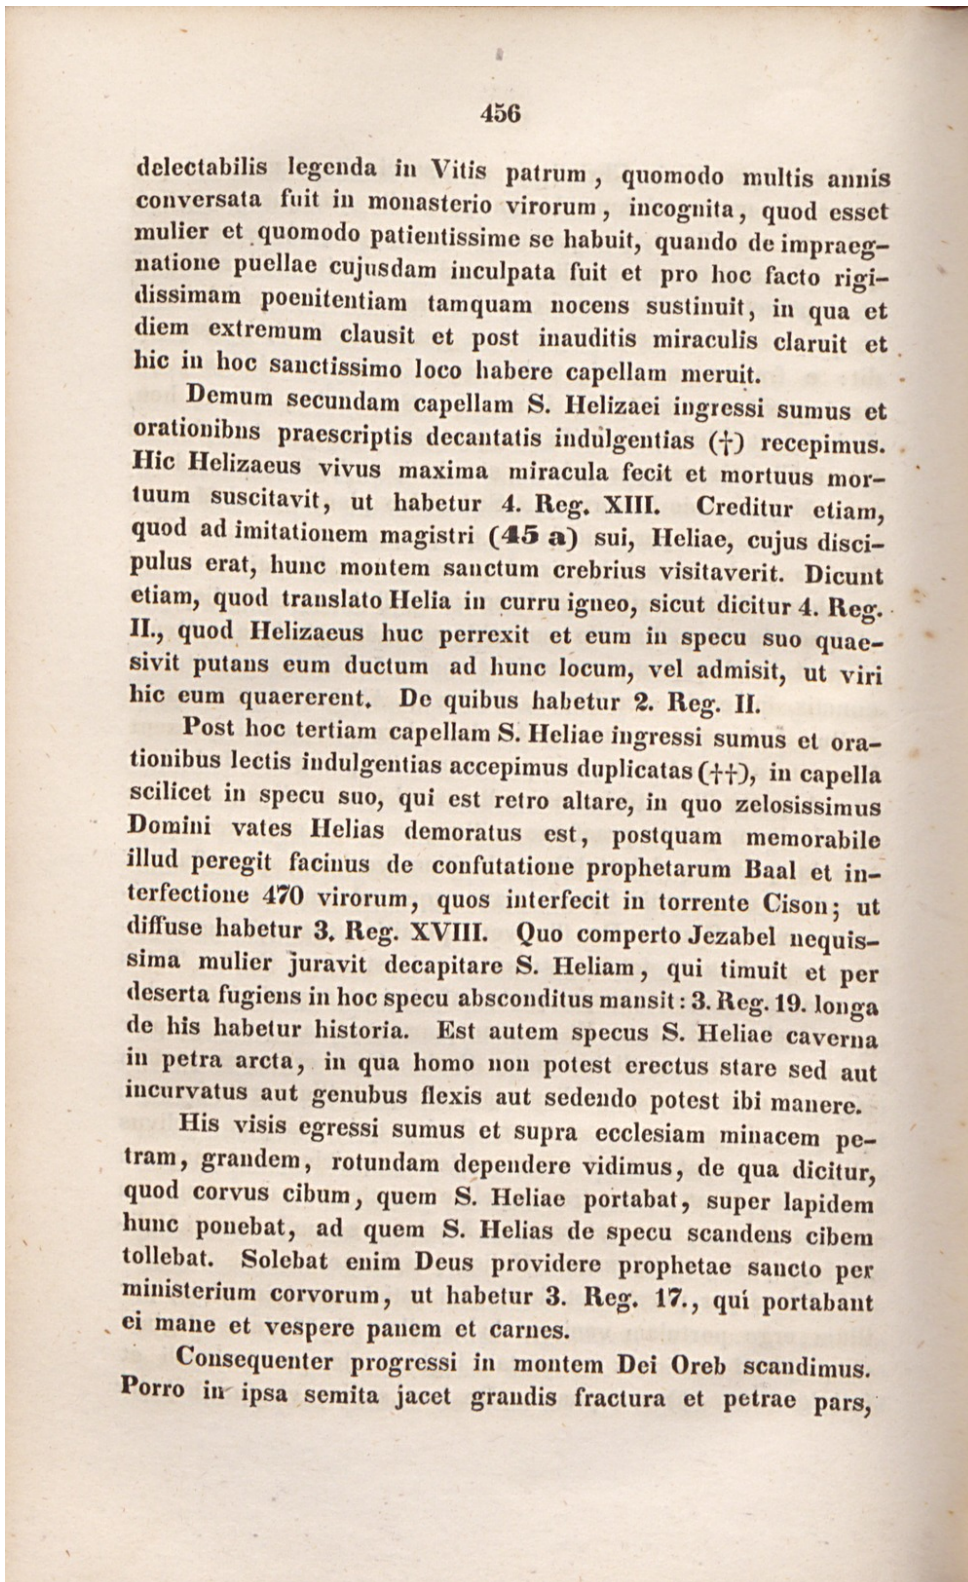 456
delectabilis legenda in Vitis patrum, quomodo multis annis
conversata fuit in monasterio virorum, incognita, quod esset
mulier et quomodo patientissime se habuit, quando de impraeg-
natione puellae cujusdam inculpata fuit et pro hoc facto rigi-
dissimam poenitentiam tamquam nocens sustinuit, in qua et
diem extremum clausit et post inauditis miraculis claruit et
hic in hoc sanctissimo loco habere capellam meruit.
Demum secundam capellam S. Helizaei ingressi sumus et
orationibus praescriptis decantatis indulgentias (†) recepimus.
Hic Helizaeus vivus maxima miracula fecit et mortuus mor-
tuum suscitavit, ut habetur 4. Reg. XIII. Creditur etiam,
quod ad imitationem magistri (45 a) sui, Heliae, cujus disci-
pulus erat, hunc montem sanctum crebrius visitaverit. Dicunt
etiam, quod translato Helia in curru igneo, sicut dicitur 4. Reg.
II., quod Helizaeus huc perrexit et eum in specu suo quae-
sivit putans eum ductum ad hunc locum, vel admisit, ut viri
hic eum quaererent. De quibus habetur 2. Reg. II.
Post hoc tertiam capellam S. Heliae ingressi sumus et ora-
tionibus lectis indulgentias accepimus duplicatas (††), in capella
scilicet in specu suo, qui est retro altare, in quo zelosissimus
Domini vates Helias demoratus est, postquam memorabile
illud peregit facinus de confutatione prophetarum Baal et in-
terfectione 470 virorum, quos interfecit in torrente Cison; ut
diffuse habetur 3. Reg. XVIII. Quo comperto Jezabel nequis-
sima mulier juravit decapitare S. Heliam, qui timuit et per
deserta fugiens in hoc specu absconditus mansit: 3. Reg. 19. longa
de his habetur historia. Est autem specus S. Heliae caverna
in petra arcta, in qua homo non potest erectus stare sed aut
incurvatus aut genubus flexis aut sedendo potest ibi manere.
His visis egressi sumus et supra ecclesiam minacem pe-
tram, grandem, rotundam dependere vidimus, de qua dicitur,
quod corvus cibum, quem S. Heliae portabat, super lapidem
hunc ponebat, ad quem S. Helias de specu scandens cibem
tollebat. Solebat enim Deus providere prophetae sancto per
ministerium corvorum, ut habetur 3. Reg. 17., qui portabant
ei mane et vespere panem et carnes.
Consequenter progressi in montem Dei Oreb scandimus.
Porro in ipsa semita jacet grandis fractura et petrae pars,